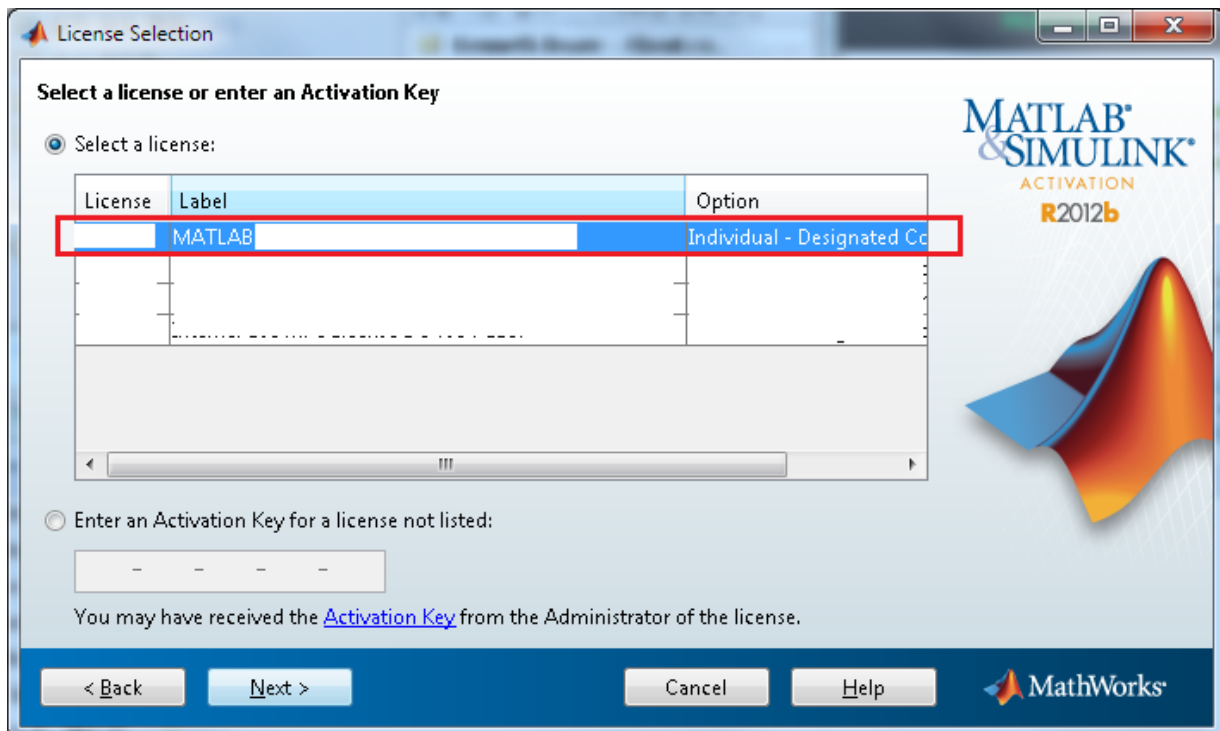 License Selection
Select a license or enter an Activation Key
Select a license:
License Label Option
MATLAB Individual - Designated Cc
Enter an Activation Key for a license not listed:
- - - -
You may have received the Activation Key from the Administrator of the license.
< Back Next > Cancel Help
MATLAB®
&SIMULINK®
ACTIVATION
R2012b
MathWorks®